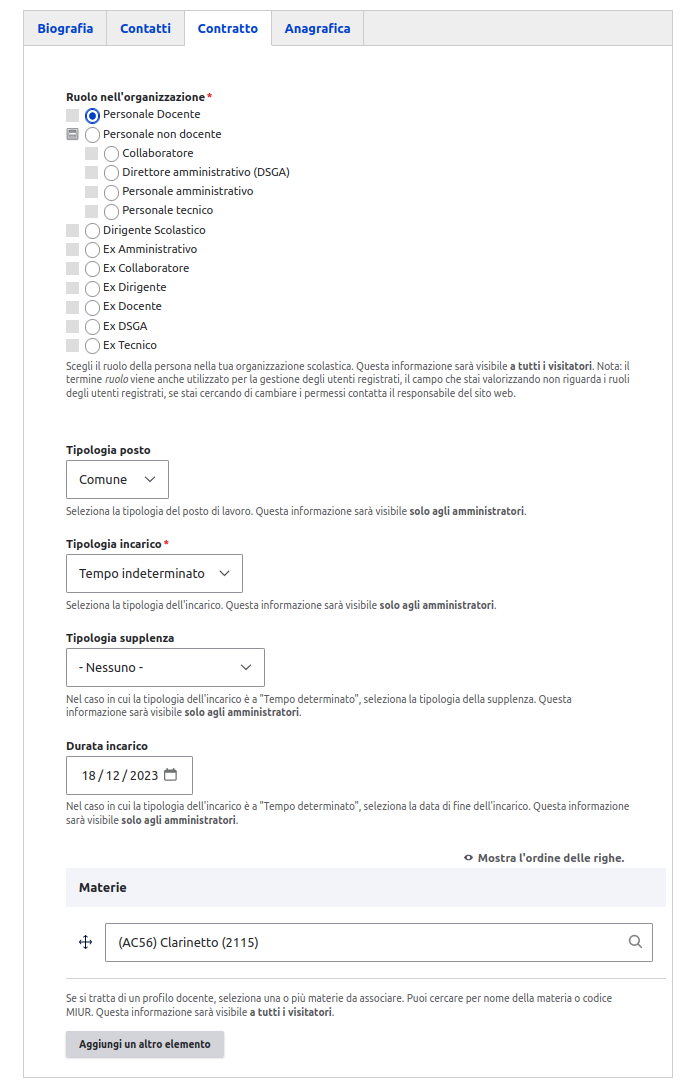 Biografia Contatti Contratto Anagrafica
Ruolo nell'organizzazione*
Personale Docente
Personale non docente
Collaboratore
Direttore amministrativo (DSGA)
Personale amministrativo
Personale tecnico
Dirigente Scolastico
Ex Amministrativo
Ex Collaboratore
Ex Dirigente
Ex Docente
Ex DSGA
Ex Tecnico
Scegli il ruolo della persona nella tua organizzazione scolastica. Questa informazione sarà visibile a tutti i visitatori. Nota: il
termine ruolo viene anche utilizzato per la gestione degli utenti registrati, il campo che stai valorizzando non riguarda i ruoli
degli utenti registrati, se stai cercando di cambiare i permessi contatta il responsabile del sito web.
Tipologia posto
Comune
Seleziona la tipologia del posto di lavoro. Questa informazione sarà visibile solo agli amministratori.
Tipologia incarico*
Tempo indeterminato
Seleziona la tipologia dell'incarico. Questa informazione sarà visibile solo agli amministratori.
Tipologia supplenza
- Nessuno -
Nel caso in cui la tipologia dell'incarico è a "Tempo determinato", seleziona la tipologia della supplenza. Questa
informazione sarà visibile solo agli amministratori.
Durata incarico
18 / 12 / 2023
Nel caso in cui la tipologia dell'incarico è a "Tempo determinato", seleziona la data di fine dell'incarico. Questa informazione
sarà visibile solo agli amministratori.
Mostra l'ordine delle righe.
Materie
(AC56) Clarinetto (2115)
Se si tratta di un profilo docente, seleziona una o più materie da associare. Puoi cercare per nome della materia o codice
MIUR. Questa informazione sarà visibile a tutti i visitatori.
Aggiungi un altro elemento